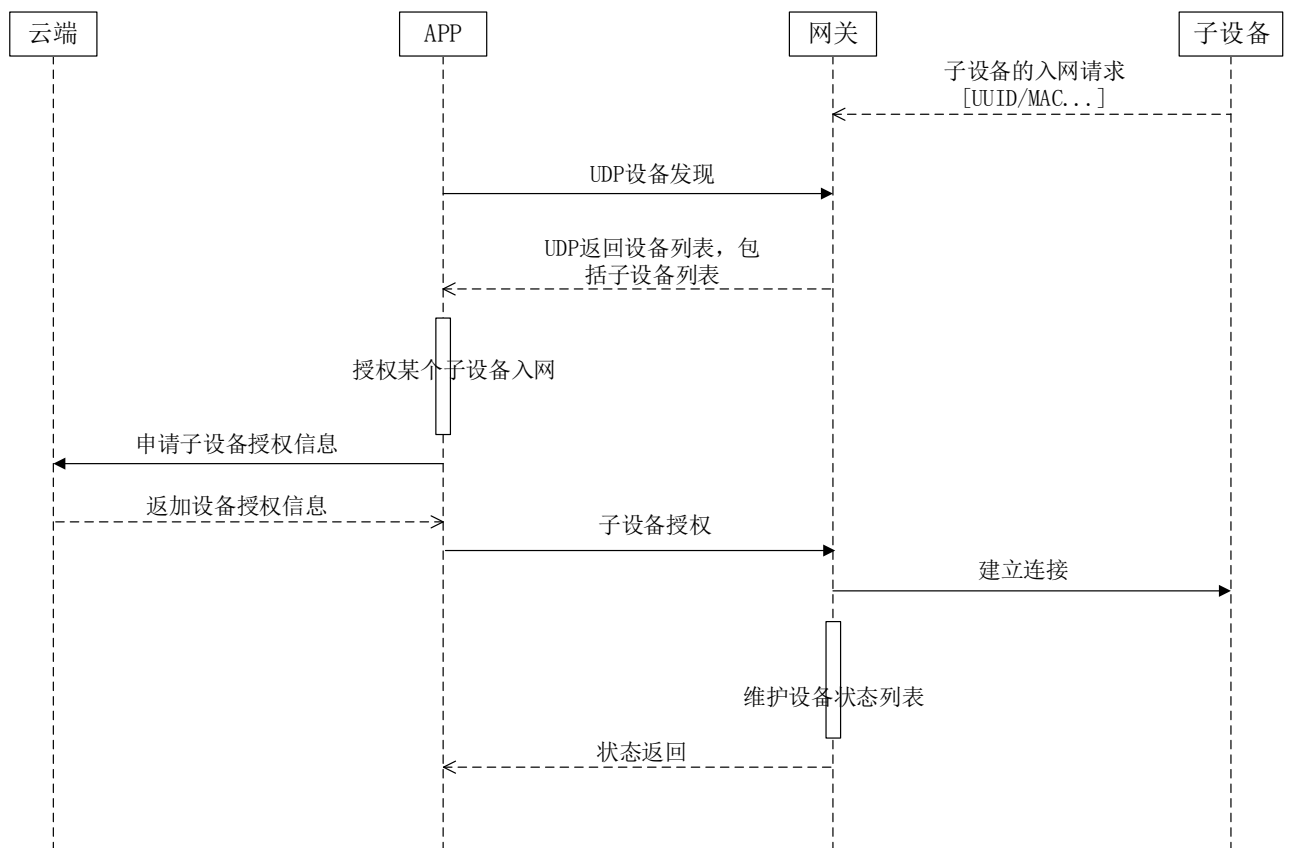 云端
APP
网关
子设备
子设备的入网请求
[UUID/MAC...]
UDP设备发现
UDP返回设备列表，包
括子设备列表
授权某个子设备入网
申请子设备授权信息
返加设备授权信息
子设备授权
建立连接
维护设备状态列表
状态返回